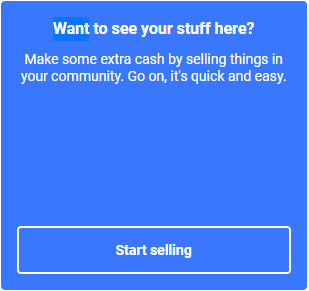 Want to see your stuff here?
Make some extra cash by selling things in
your community. Go on, it's quick and easy.
Start selling